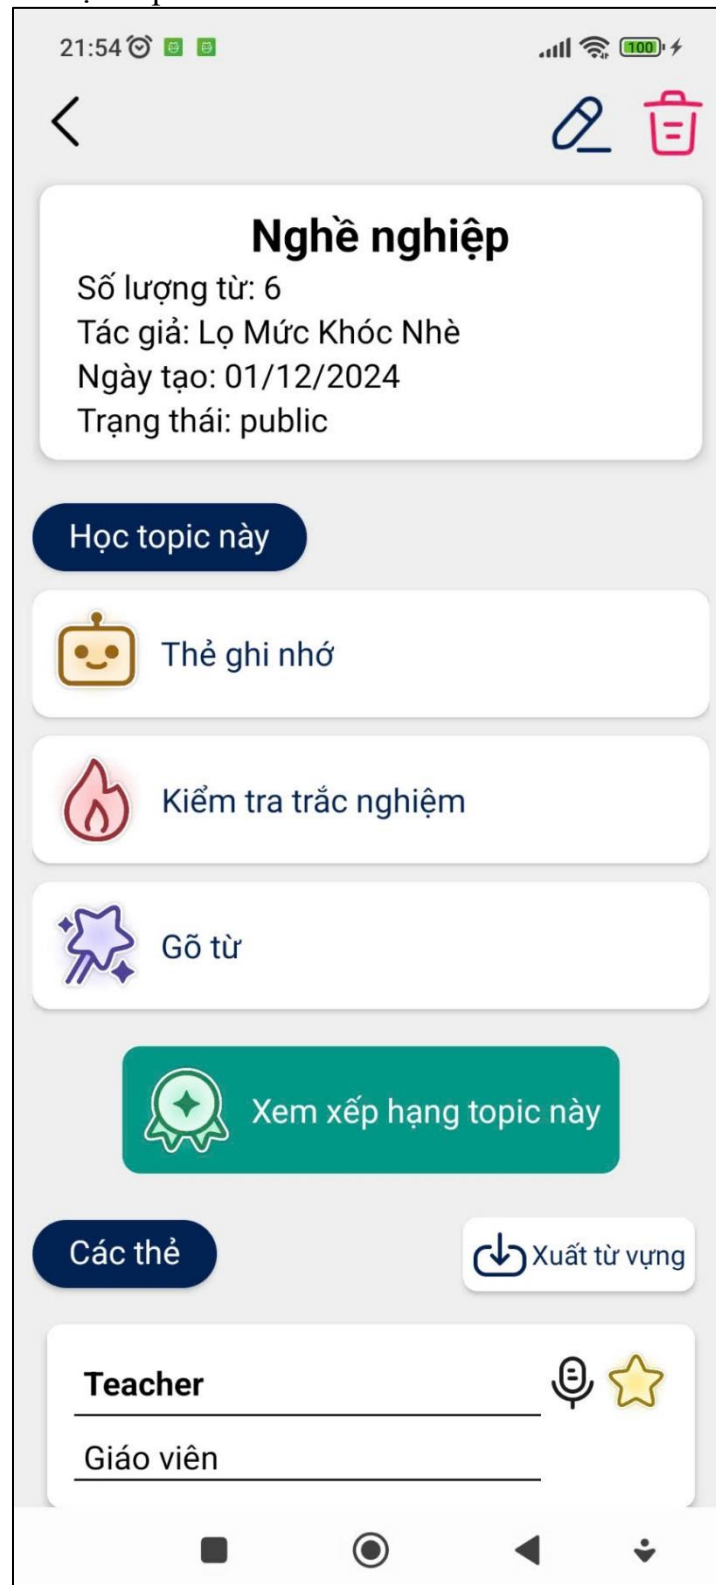 21:54
100
Nghề nghiệp
Số lượng từ: 6
Tác giả: Lọ Mức Khóc Nhè
Ngày tạo: 01/12/2024
Trạng thái: public
Học topic này
Thẻ ghi nhớ
Kiểm tra trắc nghiệm
Gõ từ
Xem xếp hạng topic này
Các thẻ
Xuất từ vựng
Teacher
Giáo viên